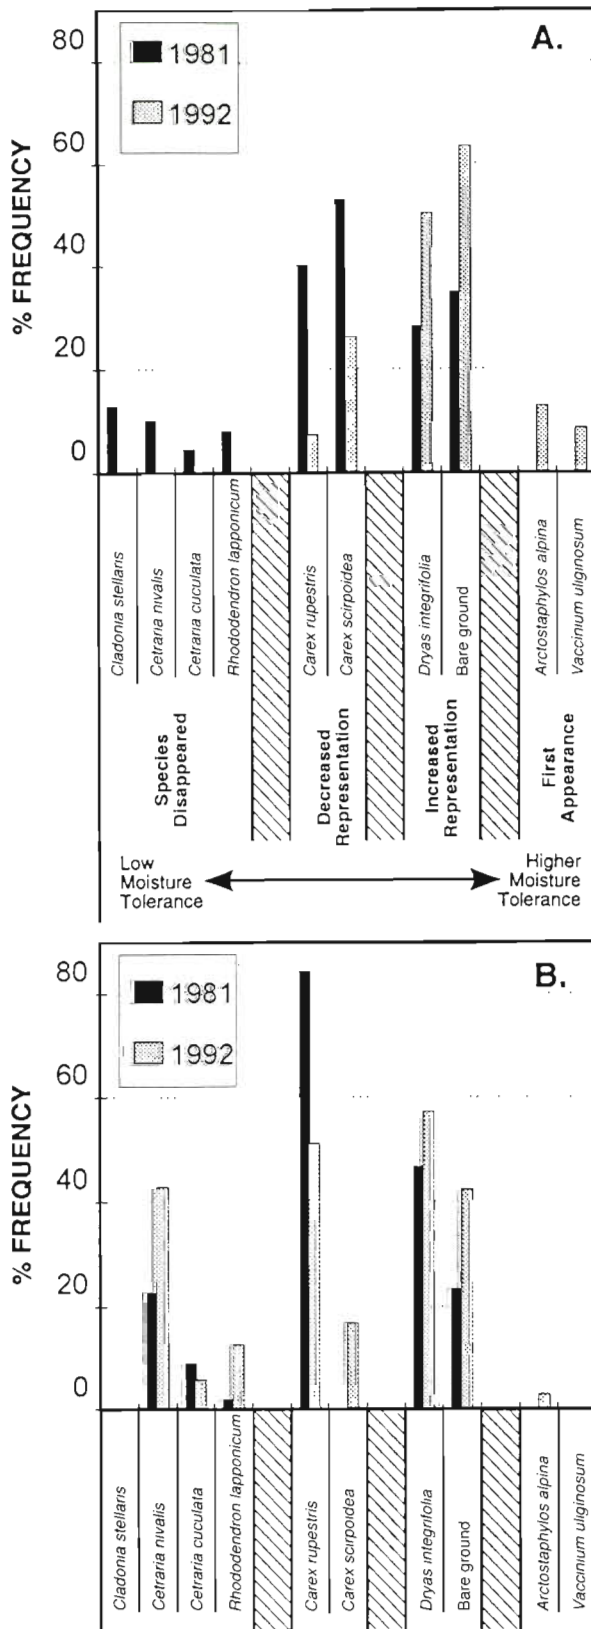 A.
1981
1992
% FREQUENCY
80
60
40
20
0
Cladonia stellaris
Cetraria nivalis
Cetraria cuculata
Rhododendron lapponicum
Carex rupestris
Carex scirpoidea
Dryas integrifolia
Bare ground
Arctostaphylos alpina
Vaccinium uliginosum
Species
Disappeared
Decreased
Representation
Increased
Representation
First
Appearance
Low
Moisture
Tolerance
Higher
Moisture
Tolerance
B.
1981
1992
% FREQUENCY
80
60
40
20
0
Cladonia stellaris
Cetraria nivalis
Cetraria cuculata
Rhododendron lapponicum
Carex rupestris
Carex scirpoidea
Dryas integrifolia
Bare ground
Arctostaphylos alpina
Vaccinium uliginosum